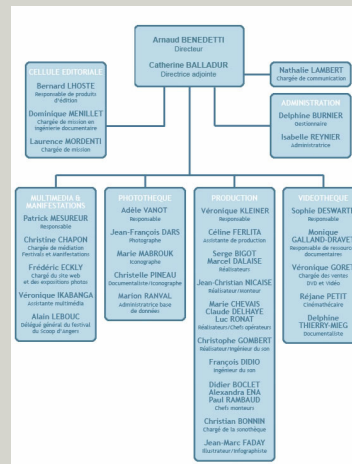 Arnaud BENEDETTI
Directeur
Catherine BALLADUR
Directrice adjointe
CELLULE EDITORIALE
Bernard LHOSTE
Responsable de produits
d'édition
Dominique MENILLET
Chargée de mission en
ingénierie documentaire
Laurence MORDENTI
Chargée de mission
Nathalie LAMBERT
Chargée de communication
ADMINISTRATION
Delphine BURNIER
Gestionnaire
Isabelle REYNIER
Administratrice
MULTIMEDIA &
MANIFESTATIONS
Patrick MESUREUR
Responsable
Christine CHAPON
Chargée de médiation
Festivals et manifestations
Frédéric ECKLY
Chargé du site web
et des expositions photos
Véronique IKABANGA
Assistante multimédia
Alain LEBOUC
Délégué général du festival
du scoop d'angers
PHOTOTHEQUE
Adèle VANOT
Responsable
Jean-François DARS
Photographe
Marie MABROUK
Iconographe
Christelle PINEAU
Documentaliste/Iconographe
Marion RANVAL
Administratrice base
de données
PRODUCTION
Véronique KLEINER
Responsable
Céline FERLITA
Assistante de production
Serge BIGOT
Marcel DALAISE
Réalisateurs
Jean-Christian NICAISE
Réalisateur/monteur
Marie CHEVAIS
Claude DELHAYE
Luc RONAT
Réalisateurs/Chefs opérateurs
Christophe GOMBERT
Réalisateur/Ingénieur du son
François DIDIO
Ingénieur du son
Didier BOCLET
Alexandra ENA
Paul RAMBAUD
Chefs monteurs
Christian BONNIN
Chargé de la sonothèque
Jean-Marc FADAY
Illustrateur/Infographiste
VIDEOTHEQUE
Sophie DESWARTE
Responsable
Monique
GALLAND-DRAVET
Responsable de ressources
documentaires
Véronique GORET
Chargée des ventes
DVD et Vidéo
Réjane PETIT
Cinémathécaire
Delphine
THIERRY-MIEG
Documentaliste